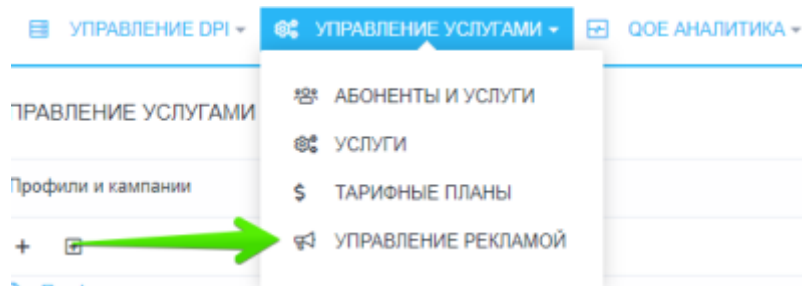 УПРАВЛЕНИЕ DPI УПРАВЛЕНИЕ УСЛУГАМИ QOE АНАЛИТИКА
АБОНЕНТЫ И УСЛУГИ
ПРАВЛЕНИЕ УСЛУГАМИ
УСЛУГИ
Профили и кампании
$ ТАРИФНЫЕ ПЛАНЫ
+ УПРАВЛЕНИЕ РЕКЛАМОЙ